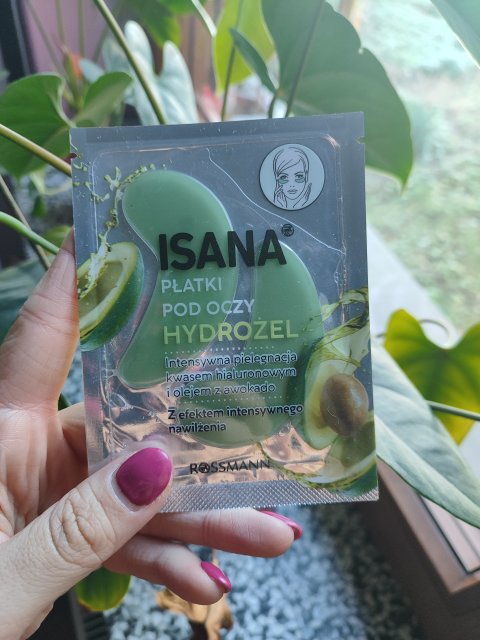 ISANA
PŁATKI
POD OCZY
HYDROŻEL
Intensywna pielęgnacja
kwasem hialuronowym
i olejem z awokado
Z efektem intensywnego
nawilżenia
ROSSMANN